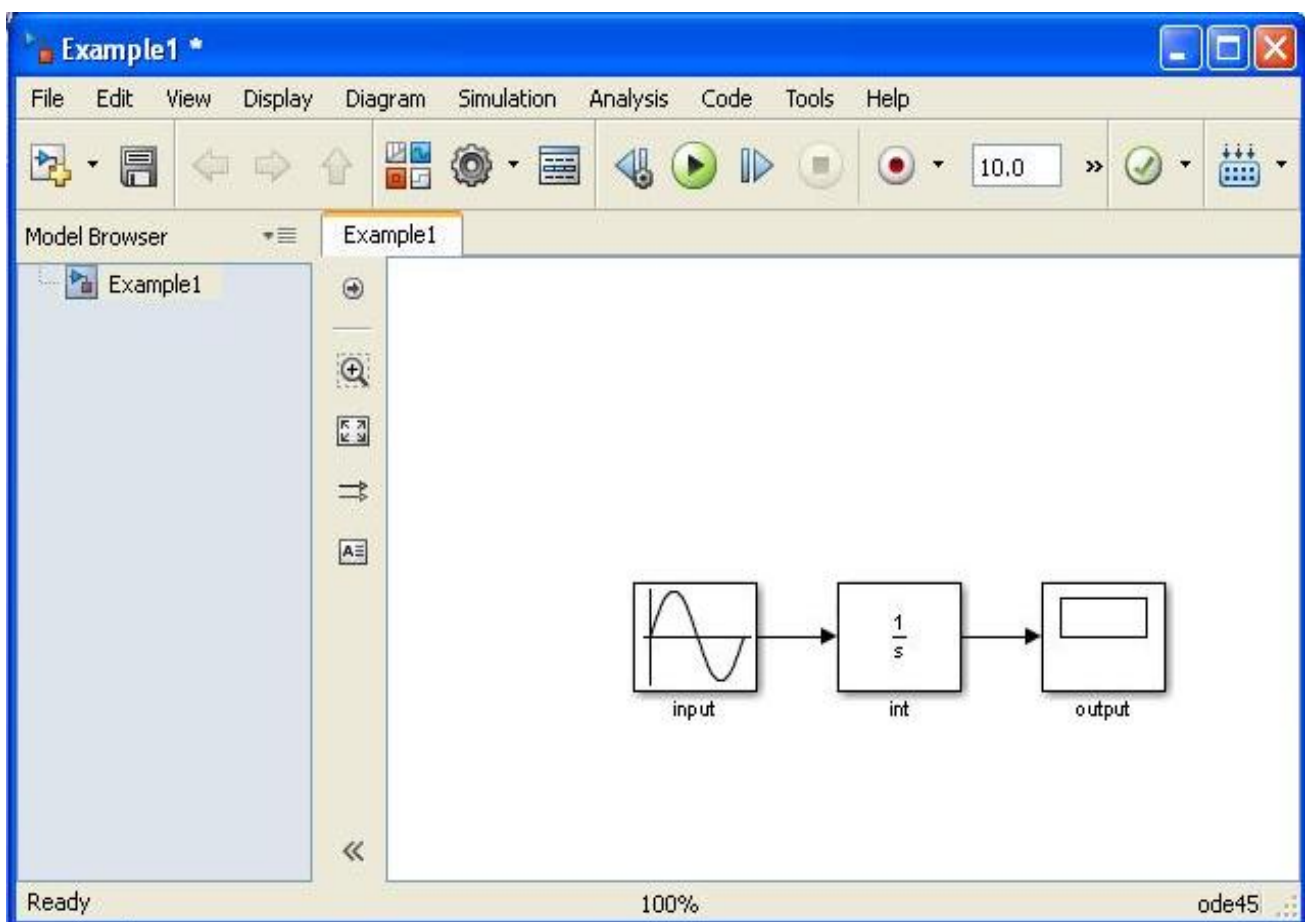 Example1 *
File Edit View Display Diagram Simulation Analysis Code Tools Help
10.0 »
Model Browser
Example1
Example1
A
1
s
input int output
Ready 100% ode45